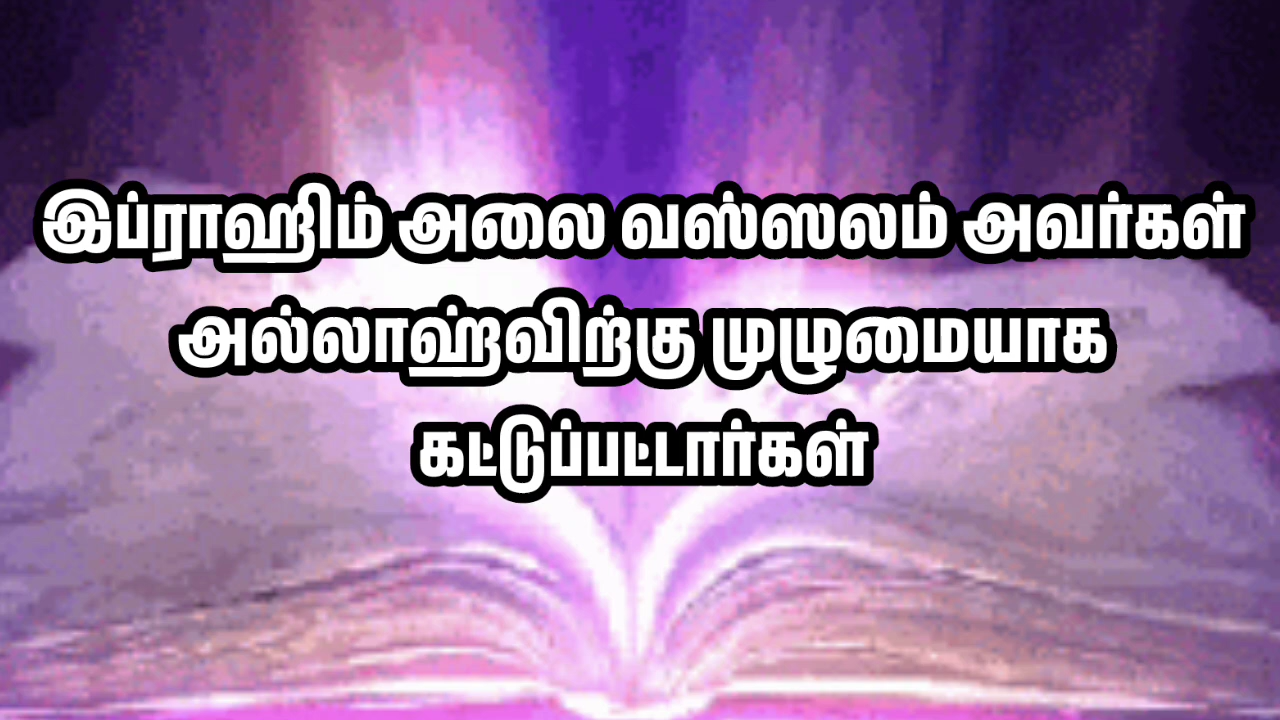 இப்ராஹிம் அலை வஸ்ஸலம் அவர்கள்
அல்லாஹ்விற்கு முழுமையாக
கட்டுப்பட்டார்கள்